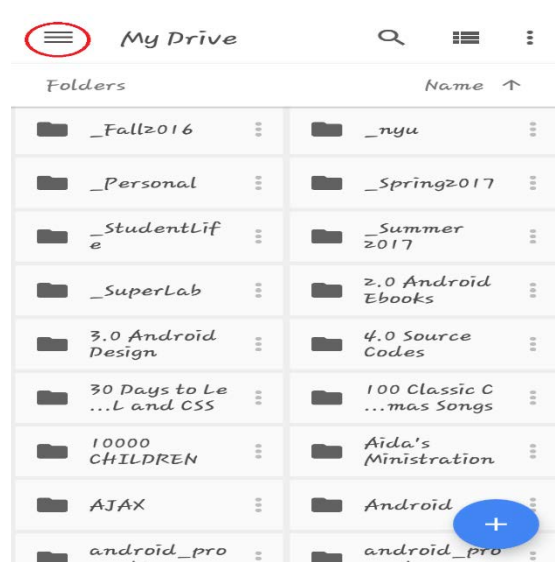 My Drive
Folders
Name ↑
_Fall2016
_nyu
_Personal
_Spring2017
_StudentLif
e
_Summer
2017
_SuperLab
2.0 Android
Ebooks
3.0 Android
Design
4.0 Source
Codes
30 Days to Le
...L and CSS
100 Classic C
...mas Songs
10000
CHILDREN
Aida's
Ministration
AJAX
Android
android_pro
android_pro